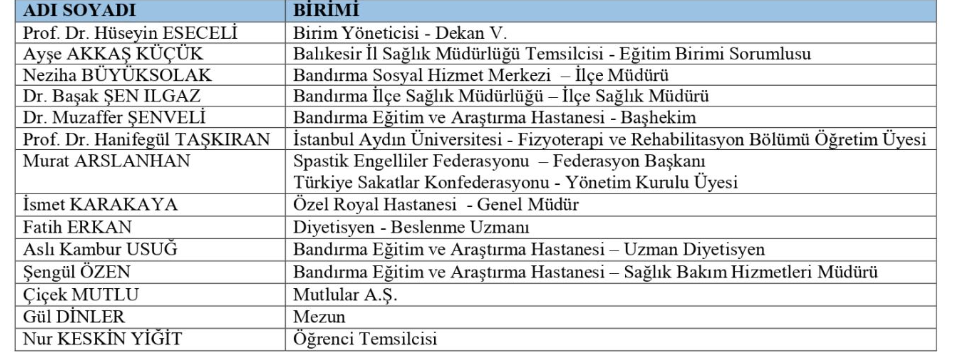 ADI SOYADI BİRİMİ
Prof. Dr. Hüseyin ESECELİ Birim Yöneticisi - Dekan V.
Ayşe AKKAŞ KÜÇÜK Balıkesir İl Sağlık Müdürlüğü Temsilcisi - Eğitim Birimi Sorumlusu
Neziha BÜYÜKSOLAK Bandırma Sosyal Hizmet Merkezi – İlçe Müdürü
Dr. Başak ŞEN ILGAZ Bandırma İlçe Sağlık Müdürlüğü – İlçe Sağlık Müdürü
Dr. Muzaffer ŞENVELİ Bandırma Eğitim ve Araştırma Hastanesi - Başhekim
Prof. Dr. Hanifegül TAŞKIRAN İstanbul Aydın Üniversitesi - Fizyoterapi ve Rehabilitasyon Bölümü Öğretim Üyesi
Murat ARSLANHAN Spastik Engelliler Federasyonu – Federasyon Başkanı
Türkiye Sakatlar Konfederasyonu - Yönetim Kurulu Üyesi
İsmet KARAKAYA Özel Royal Hastanesi - Genel Müdür
Fatih ERKAN Diyetisyen - Beslenme Uzmanı
Aslı Kambur USUĞ Bandırma Eğitim ve Araştırma Hastanesi – Uzman Diyetisyen
Şengül ÖZEN Bandırma Eğitim ve Araştırma Hastanesi – Sağlık Bakım Hizmetleri Müdürü
Çiçek MUTLU Mutlular A.Ş.
Gül DİNLER Mezun
Nur KESKİN YİĞİT Öğrenci Temsilcisi